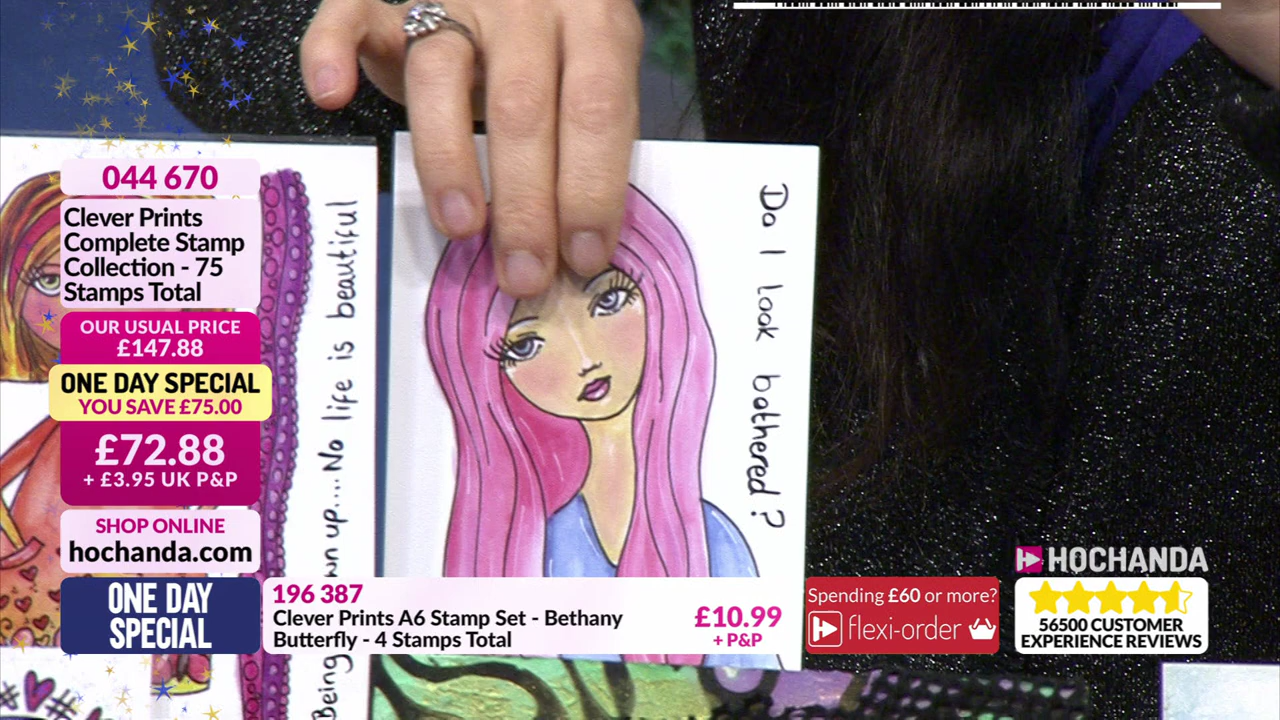 044 670
Clever Prints
Complete Stamp
Collection - 75
Stamps Total
OUR USUAL PRICE
£147.88
ONE DAY SPECIAL
YOU SAVE £75.00
£72.88
+ £3.95 UK P&P
SHOP ONLINE
hochanda.com
ONE DAY
SPECIAL
196 387
Clever Prints A6 Stamp Set - Bethany
Butterfly - 4 Stamps Total
£10.99
+ P&P
Spending £60 or more?
flexi-order
HOCHANDA
56500 CUSTOMER
EXPERIENCE REVIEWS
Being
wn up....No life is beautiful
Do I look bothered?